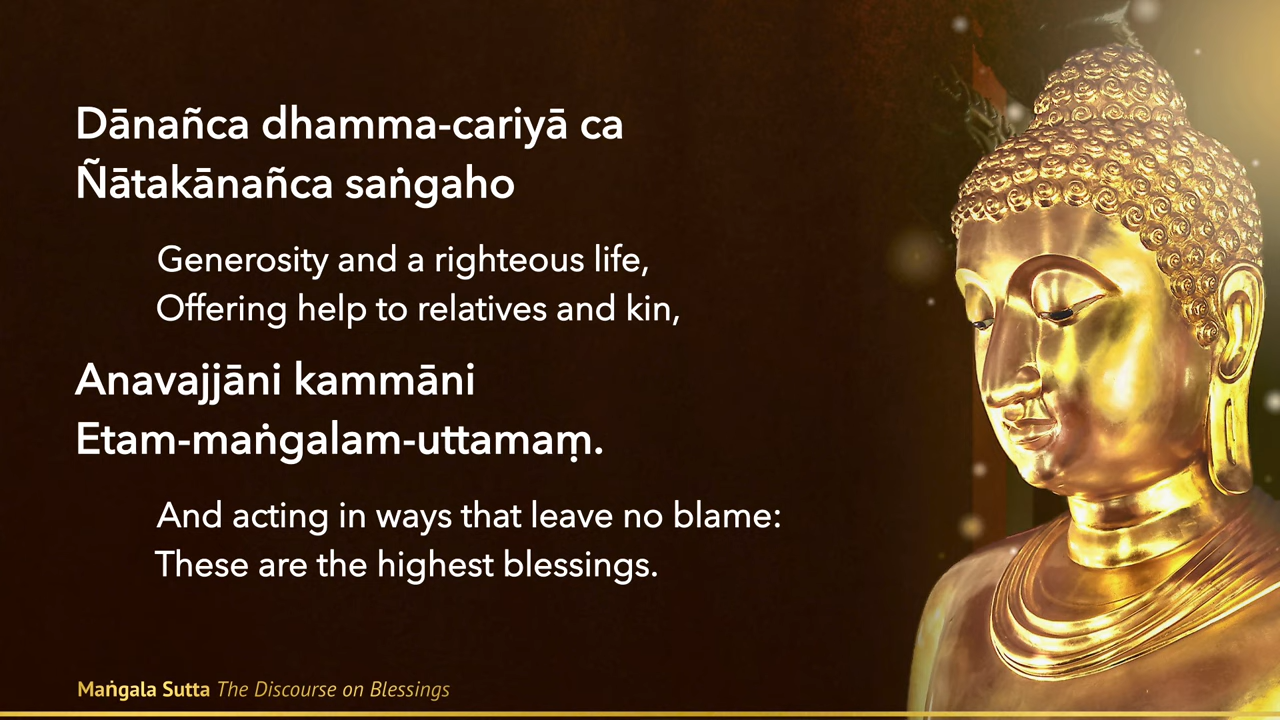 Dānañca dhamma-cariyā ca
Ñātakānañca saṅgaho
Generosity and a righteous life,
Offering help to relatives and kin,
Anavajjāni kammāni
Etam-maṅgalam-uttamaṃ.
And acting in ways that leave no blame:
These are the highest blessings.
Maṅgala Sutta The Discourse on Blessings